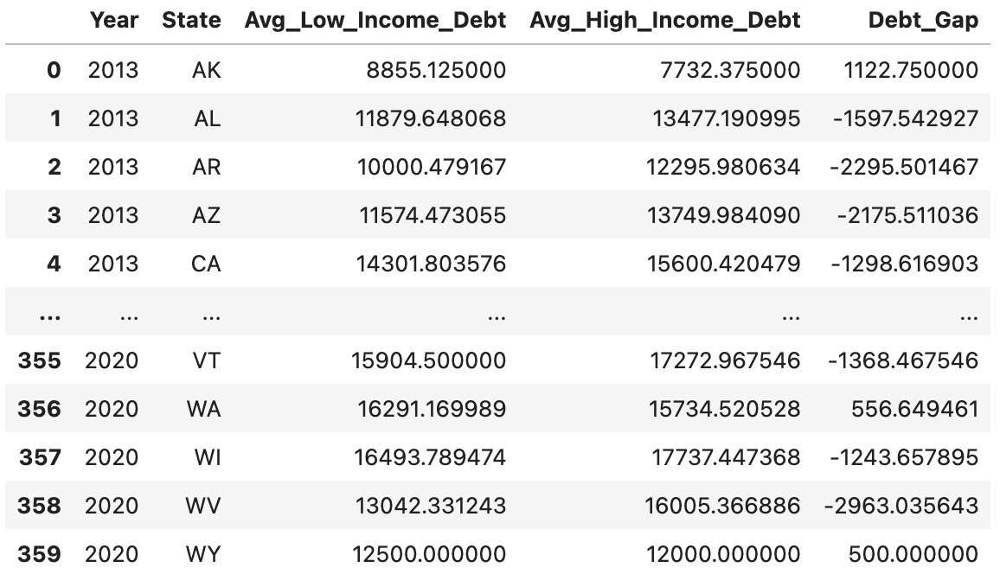 Year State Avg_Low_Income_Debt Avg_High_Income_Debt Debt_Gap
0 2013 AK 8855.125000 7732.375000 1122.750000
1 2013 AL 11879.648068 13477.190995 -1597.542927
2 2013 AR 10000.479167 12295.980634 -2295.501467
3 2013 AZ 11574.473055 13749.984090 -2175.511036
4 2013 CA 14301.803576 15600.420479 -1298.616903
... ... ... ... ... ...
355 2020 VT 15904.500000 17272.967546 -1368.467546
356 2020 WA 16291.169989 15734.520528 556.649461
357 2020 WI 16493.789474 17737.447368 -1243.657895
358 2020 WV 13042.331243 16005.366886 -2963.035643
359 2020 WY 12500.000000 12000.000000 500.000000